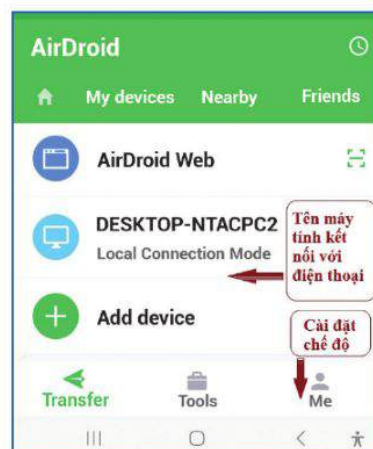 AirDroid
My devices Nearby Friends
AirDroid Web
DESKTOP-NTACPC2
Local Connection Mode
Tên máy
tính kết
nối với
điện thoại
Add device
Cài đặt
chế độ
Transfer Tools Me